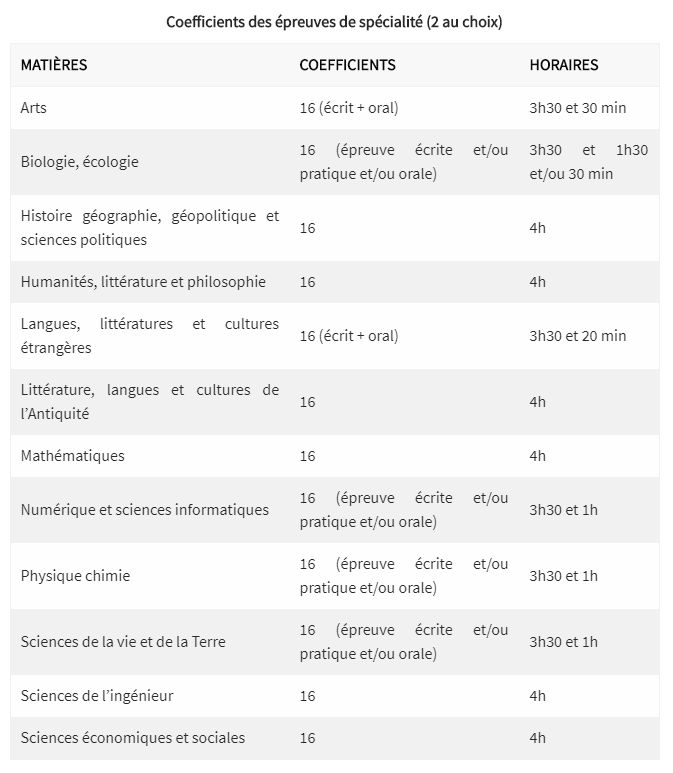 Coefficients des épreuves de spécialité (2 au choix)
MATIÈRES COEFFICIENTS HORAIRES
Arts 16 (écrit + oral) 3h30 et 30 min
Biologie, écologie 16 (épreuve écrite et/ou pratique et/ou orale) 3h30 et 1h30 et/ou 30 min
Histoire géographie, géopolitique et sciences politiques 16 4h
Humanités, littérature et philosophie 16 4h
Langues, littératures et cultures étrangères 16 (écrit + oral) 3h30 et 20 min
Littérature, langues et cultures de l’Antiquité 16 4h
Mathématiques 16 4h
Numérique et sciences informatiques 16 (épreuve écrite et/ou pratique et/ou orale) 3h30 et 1h
Physique chimie 16 (épreuve écrite et/ou pratique et/ou orale) 3h30 et 1h
Sciences de la vie et de la Terre 16 (épreuve écrite et/ou pratique et/ou orale) 3h30 et 1h
Sciences de l’ingénieur 16 4h
Sciences économiques et sociales 16 4h